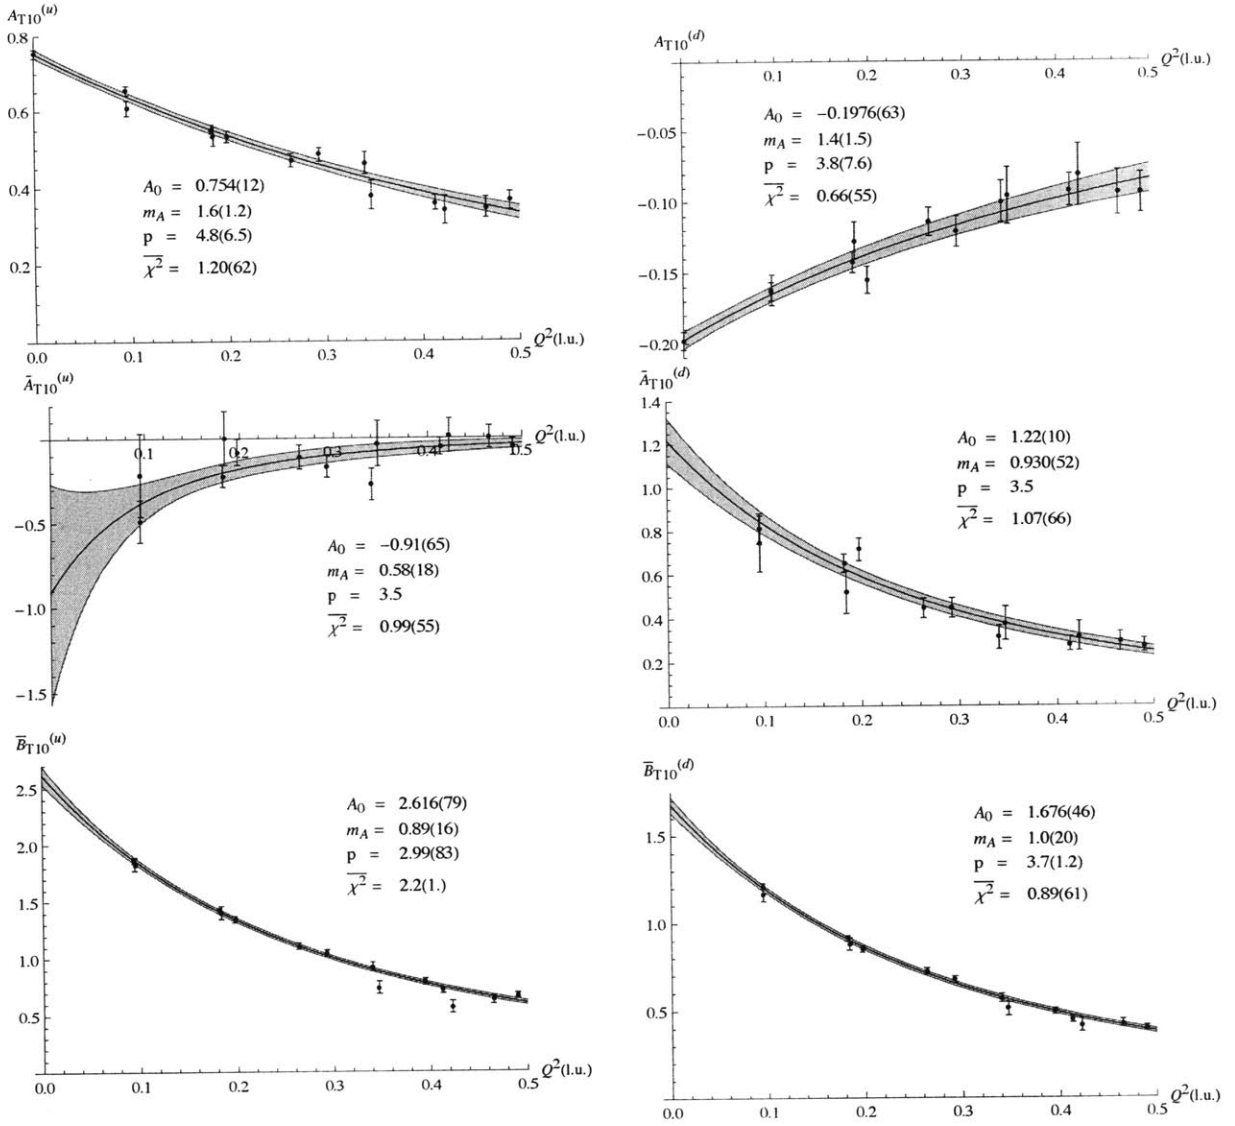 A_T10^(u)
0.8
0.6
0.4
0.2
A_0 = 0.754(12)
m_A = 1.6(1.2)
p = 4.8(6.5)
χ̅² = 1.20(62)
0.0 0.1 0.2 0.3 0.4 0.5
Q²(l.u.)
A_T10^(d)
0.1 0.2 0.3 0.4 0.5
Q²(l.u.)
−0.05
−0.10
−0.15
−0.20
A_0 = −0.1976(63)
m_A = 1.4(1.5)
p = 3.8(7.6)
χ̅² = 0.66(55)
Ã_T10^(u)
0.1 0.2 0.3 0.4 0.5
Q²(l.u.)
−0.5
−1.0
−1.5
A_0 = −0.91(65)
m_A = 0.58(18)
p = 3.5
χ̅² = 0.99(55)
Ã_T10^(d)
1.4
1.2
1.0
0.8
0.6
0.4
0.2
A_0 = 1.22(10)
m_A = 0.930(52)
p = 3.5
χ̅² = 1.07(66)
0.0 0.1 0.2 0.3 0.4 0.5
Q²(l.u.)
B̅_T10^(u)
2.5
2.0
1.5
1.0
0.5
A_0 = 2.616(79)
m_A = 0.89(16)
p = 2.99(83)
χ̅² = 2.2(1.)
0.0 0.1 0.2 0.3 0.4 0.5
Q²(l.u.)
B̅_T10^(d)
1.5
1.0
0.5
A_0 = 1.676(46)
m_A = 1.0(20)
p = 3.7(1.2)
χ̅² = 0.89(61)
0.0 0.1 0.2 0.3 0.4 0.5
Q²(l.u.)